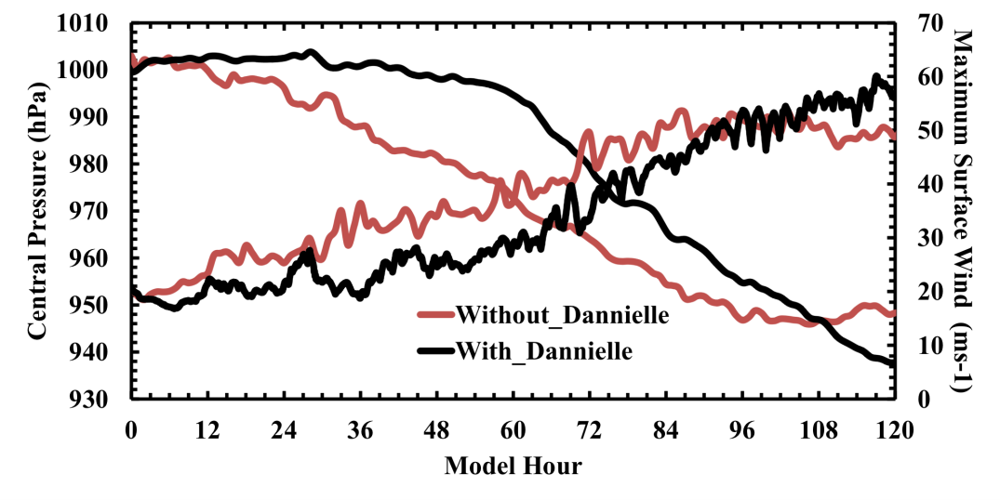 1010
1000
990
980
970
960
950
940
930
Central Pressure (hPa)
70
60
50
40
30
20
10
0
Maximum Surface Wind (ms-1)
Without_Dannielle
With_Dannielle
0 12 24 36 48 60 72 84 96 108 120
Model Hour